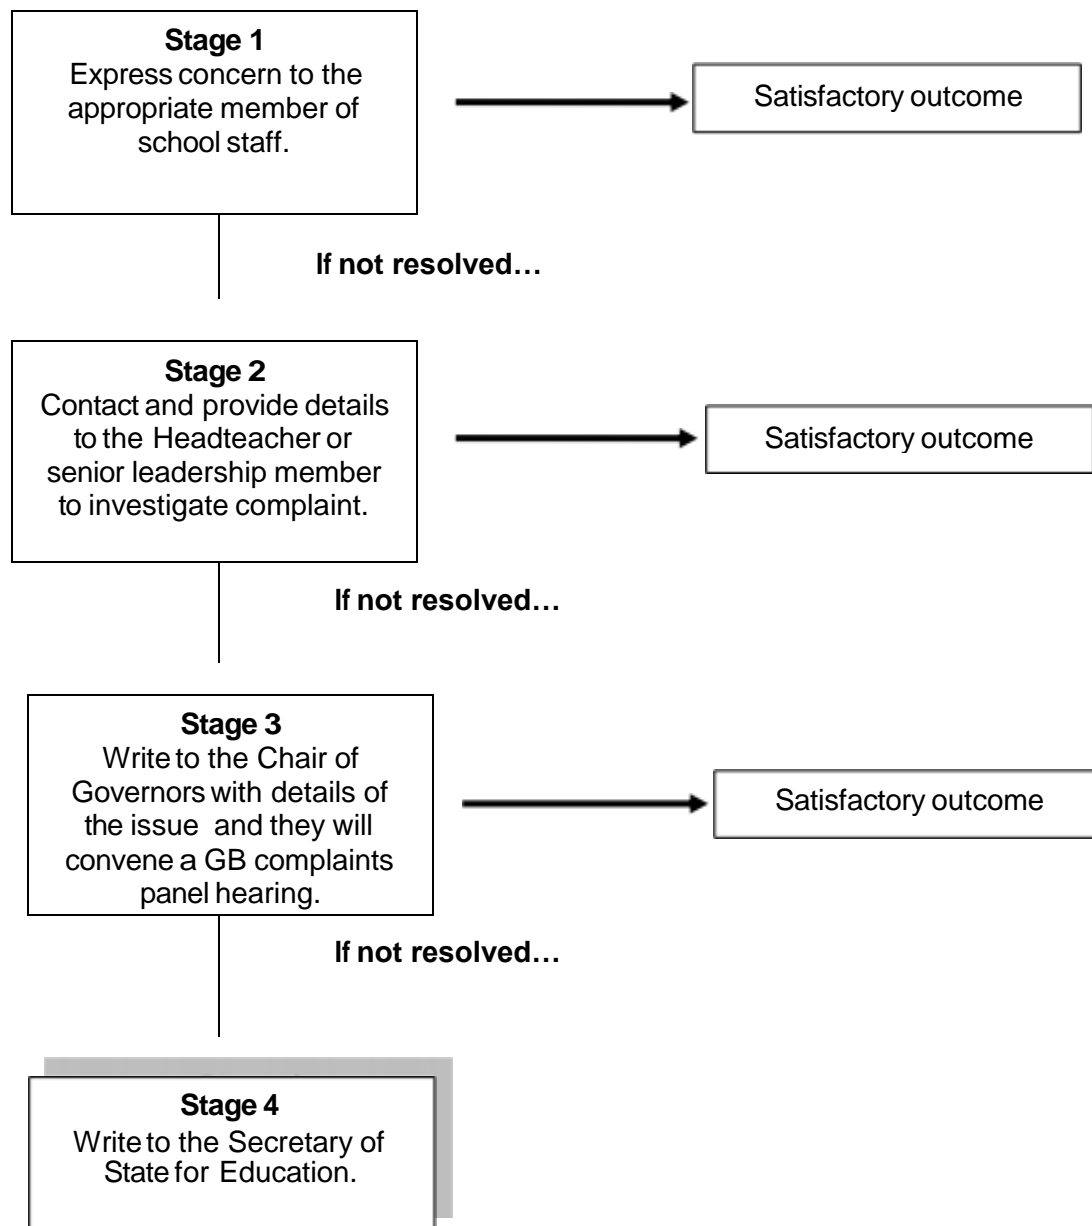 Stage 1
Express concern to the
appropriate member of
school staff.
Satisfactory outcome
If not resolved…
Stage 2
Contact and provide details
to the Headteacher or
senior leadership member
to investigate complaint.
Satisfactory outcome
If not resolved…
Stage 3
Write to the Chair of
Governors with details of
the issue and they will
convene a GB complaints
panel hearing.
Satisfactory outcome
If not resolved…
Stage 4
Write to the Secretary of
State for Education.